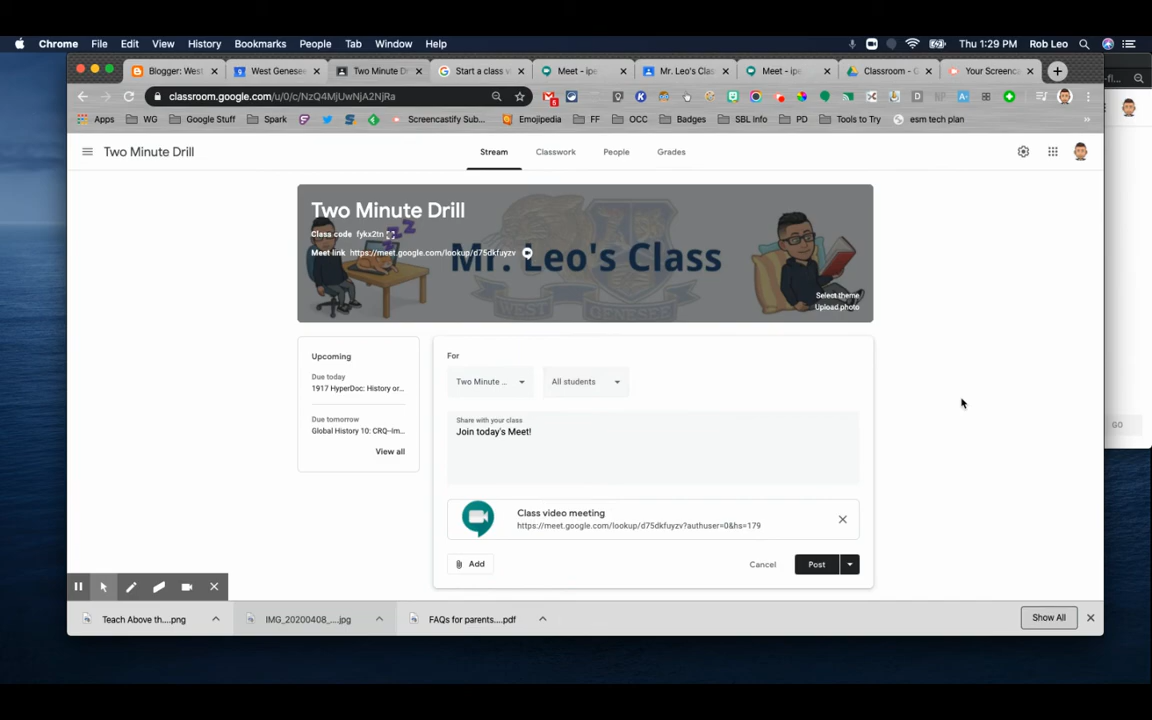 Chrome File Edit View History Bookmarks People Tab Window Help Thu 1:29 PM Rob Leo
Blogger: West West Genesee Two Minute D Start a class v Meet - ipe Mr. Leo's Clas Meet - ipe Classroom - G Your Screenca
classroom.google.com/u/0/c/NzQ4MjUwNjA2NjRa
Apps WG Google Stuff Spark Screencastify Sub... Emojipedia FF OCC Badges SBL Info PD Tools to Try esm tech plan
Two Minute Drill Stream Classwork People Grades
Two Minute Drill
Class code fykx2tn
Meet link https://meet.google.com/lookup/d75dkfuyzv
Mr. Leo's Class
WEST GENESEE
Select theme
Upload photo
Upcoming
Due today
1917 HyperDoc: History or...
Due tomorrow
Global History 10: CRQ–Im...
View all
For
Two Minute ... All students
Share with your class
Join today's Meet!
Class video meeting
https://meet.google.com/lookup/d75dkfuyzv?authuser=0&hs=179
Add Cancel Post
GO
Teach Above th....png IMG_20200408_....jpg FAQs for parents....pdf Show All